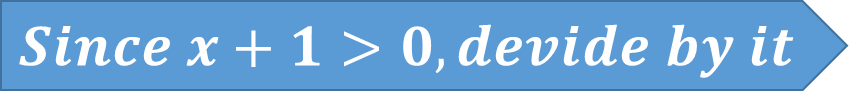 Since x + 1 > 0, devide by it